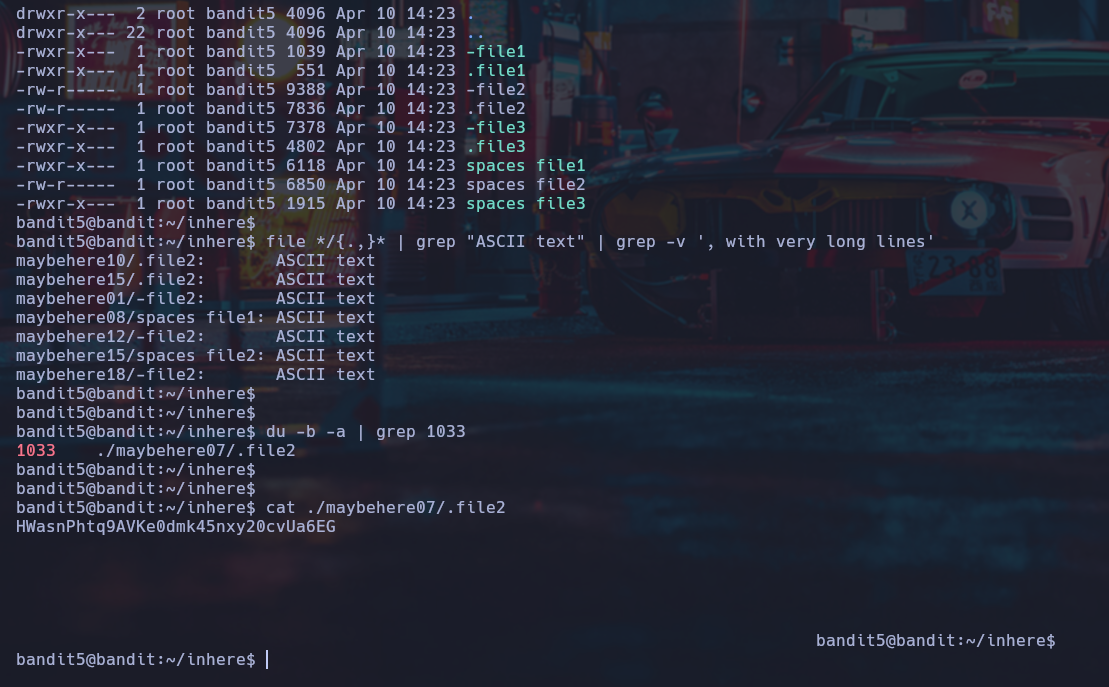 drwxr-x---  2 root bandit5 4096 Apr 10 14:23 .
drwxr-x--- 22 root bandit5 4096 Apr 10 14:23 ..
-rwxr-x---  1 root bandit5 1039 Apr 10 14:23 -file1
-rwxr-x---  1 root bandit5  551 Apr 10 14:23 .file1
-rw-r-----  1 root bandit5 9388 Apr 10 14:23 -file2
-rw-r-----  1 root bandit5 7836 Apr 10 14:23 .file2
-rwxr-x---  1 root bandit5 7378 Apr 10 14:23 -file3
-rwxr-x---  1 root bandit5 4802 Apr 10 14:23 .file3
-rwxr-x---  1 root bandit5 6118 Apr 10 14:23 spaces file1
-rw-r-----  1 root bandit5 6850 Apr 10 14:23 spaces file2
-rwxr-x---  1 root bandit5 1915 Apr 10 14:23 spaces file3
bandit5@bandit:~/inhere$
bandit5@bandit:~/inhere$ file */{.,}* | grep "ASCII text" | grep -v ', with very long lines'
maybehere10/.file2:       ASCII text
maybehere15/.file2:       ASCII text
maybehere01/-file2:       ASCII text
maybehere08/spaces file1: ASCII text
maybehere12/-file2:       ASCII text
maybehere15/spaces file2: ASCII text
maybehere18/-file2:       ASCII text
bandit5@bandit:~/inhere$
bandit5@bandit:~/inhere$
bandit5@bandit:~/inhere$ du -b -a | grep 1033
1033    ./maybehere07/.file2
bandit5@bandit:~/inhere$
bandit5@bandit:~/inhere$
bandit5@bandit:~/inhere$ cat ./maybehere07/.file2
HWasnPhtq9AVKe0dmk45nxy20cvUa6EG
bandit5@bandit:~/inhere$
bandit5@bandit:~/inhere$